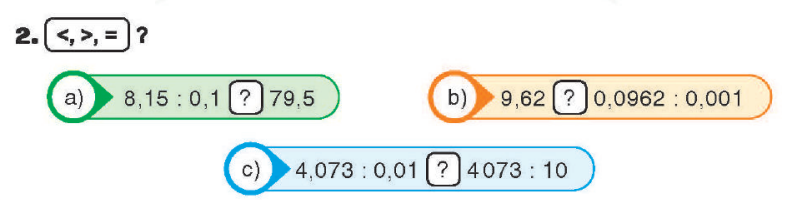 2. <, >, = ?
a) 8,15 : 0,1 ? 79,5
b) 9,62 ? 0,0962 : 0,001
c) 4,073 : 0,01 ? 4073 : 10